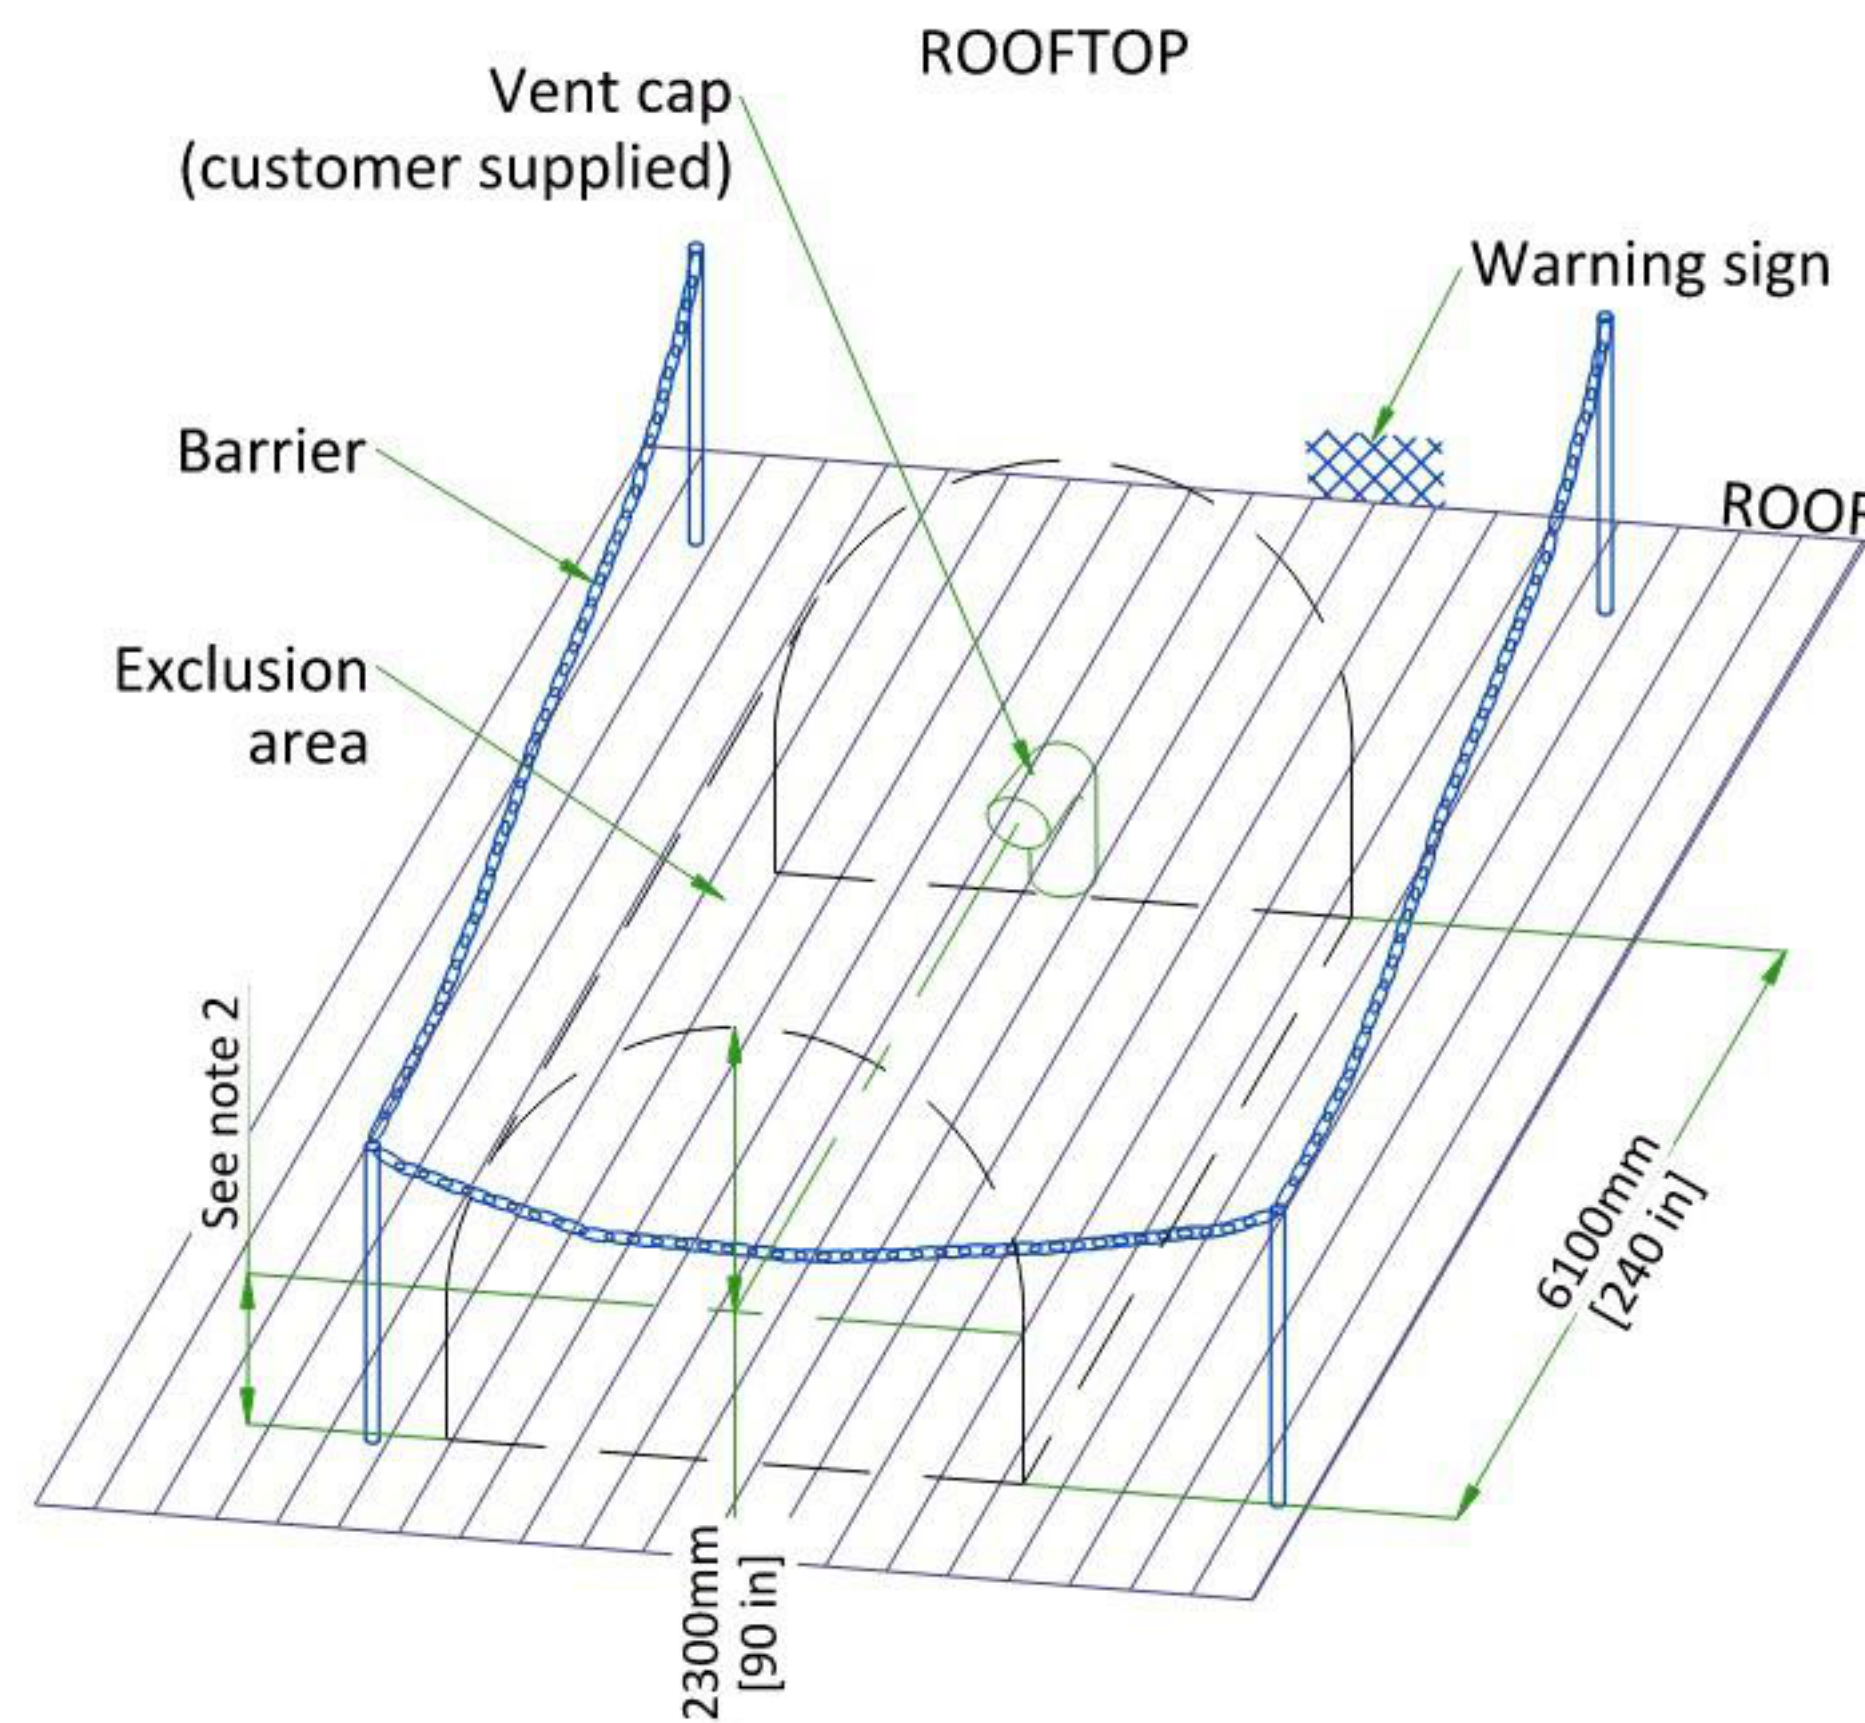 ROOFTOP
Vent cap
(customer supplied)
Warning sign
Barrier
ROOF
Exclusion
area
See note 2
6100mm
[240 in]
2300mm
[90 in]